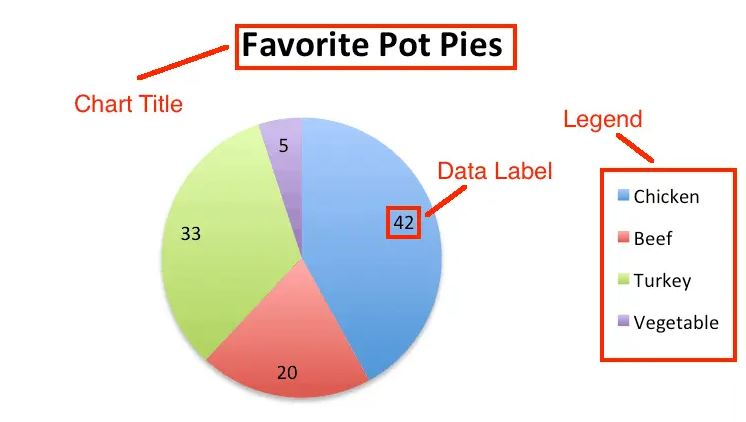 Favorite Pot Pies
Chart Title
Legend
5
Data Label
Chicken
42
33
Beef
Turkey
Vegetable
20